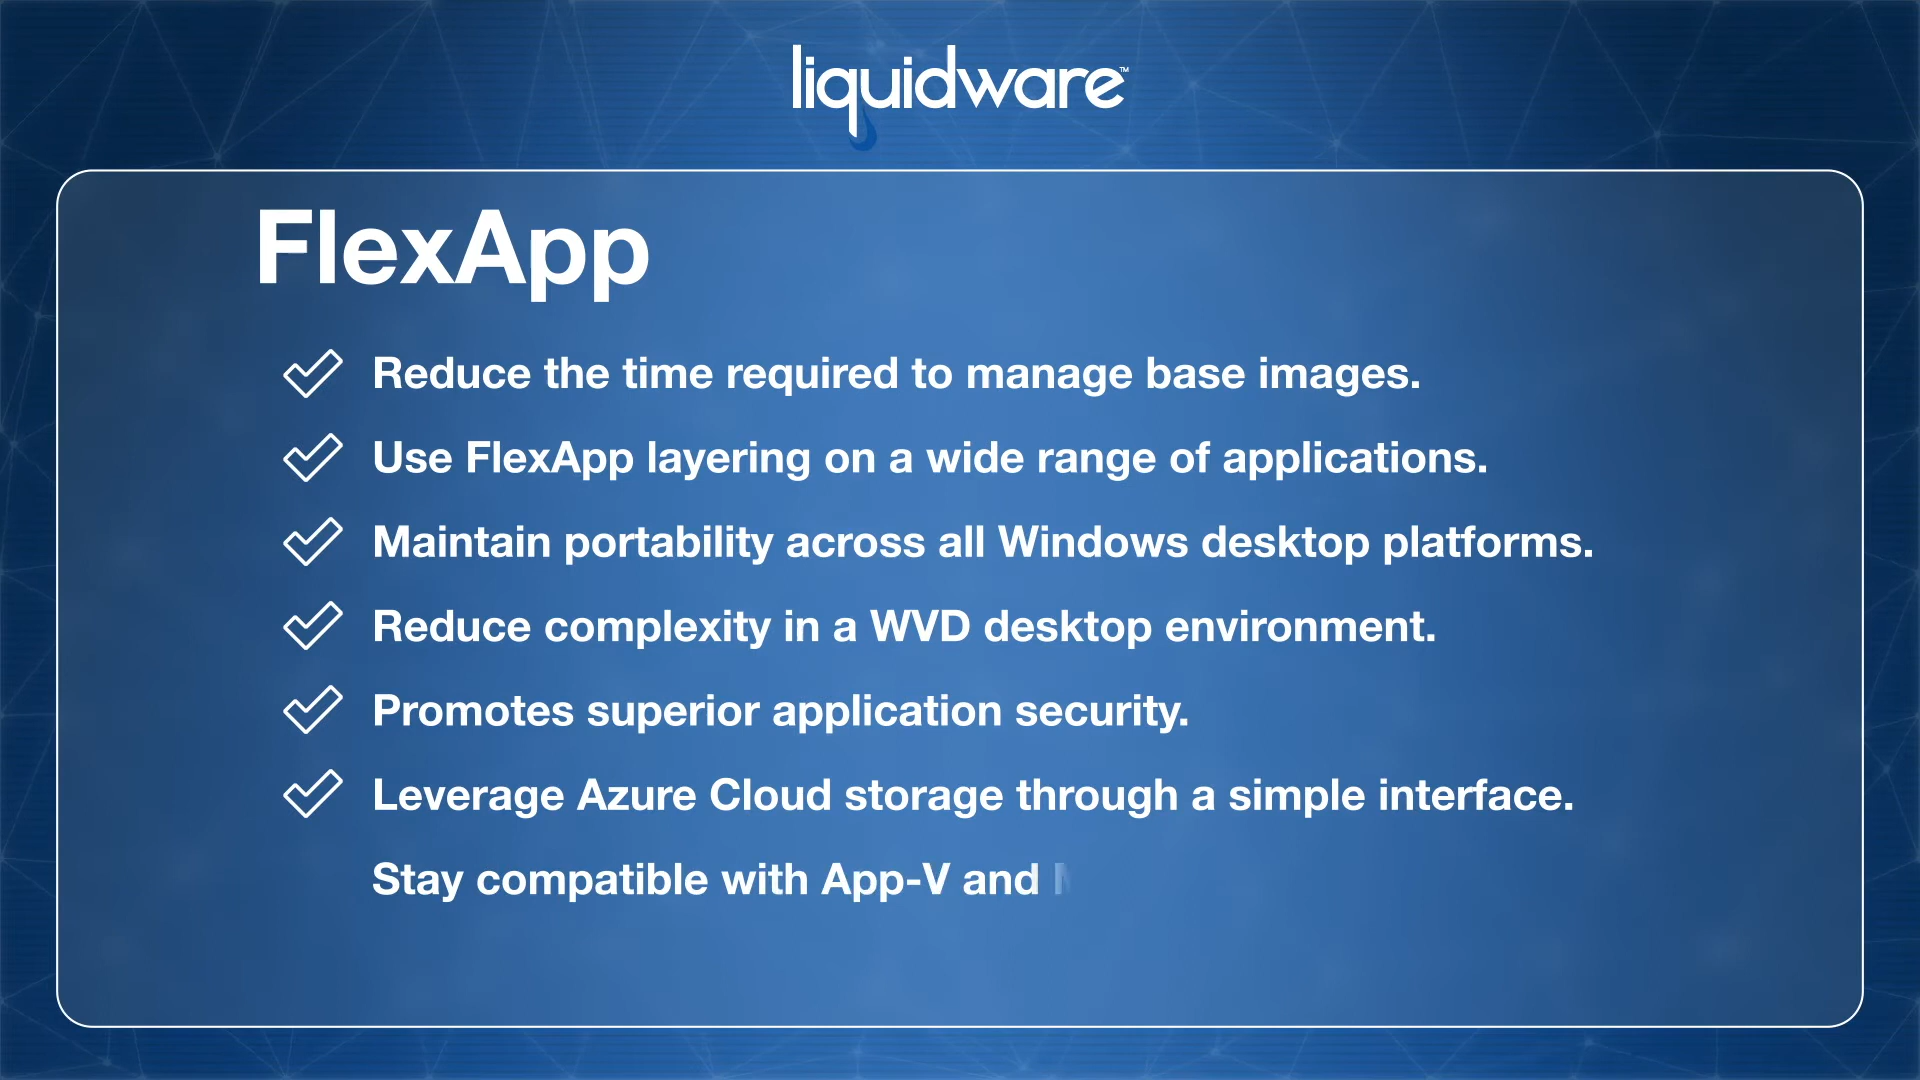 liquidware™
FlexApp
Reduce the time required to manage base images.
Use FlexApp layering on a wide range of applications.
Maintain portability across all Windows desktop platforms.
Reduce complexity in a WVD desktop environment.
Promotes superior application security.
Leverage Azure Cloud storage through a simple interface.
Stay compatible with App-V and